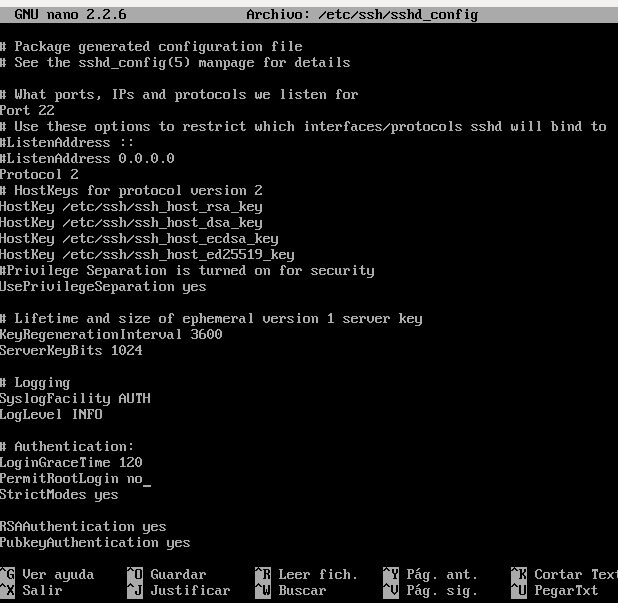 GNU nano 2.2.6 Archivo: /etc/ssh/sshd_config
# Package generated configuration file
# See the sshd_config(5) manpage for details
# What ports, IPs and protocols we listen for
Port 22
# Use these options to restrict which interfaces/protocols sshd will bind to
#ListenAddress ::
#ListenAddress 0.0.0.0
Protocol 2
# HostKeys for protocol version 2
HostKey /etc/ssh/ssh_host_rsa_key
HostKey /etc/ssh/ssh_host_dsa_key
HostKey /etc/ssh/ssh_host_ecdsa_key
HostKey /etc/ssh/ssh_host_ed25519_key
#Privilege Separation is turned on for security
UsePrivilegeSeparation yes
# Lifetime and size of ephemeral version 1 server key
KeyRegenerationInterval 3600
ServerKeyBits 1024
# Logging
SyslogFacility AUTH
LogLevel INFO
# Authentication:
LoginGraceTime 120
PermitRootLogin no_
StrictModes yes
RSAAuthentication yes
PubkeyAuthentication yes
^G Ver ayuda ^O Guardar ^R Leer fich. ^Y Pág. ant. ^K Cortar Text
^X Salir ^J Justificar ^W Buscar ^V Pág. sig. ^U PegarTxt